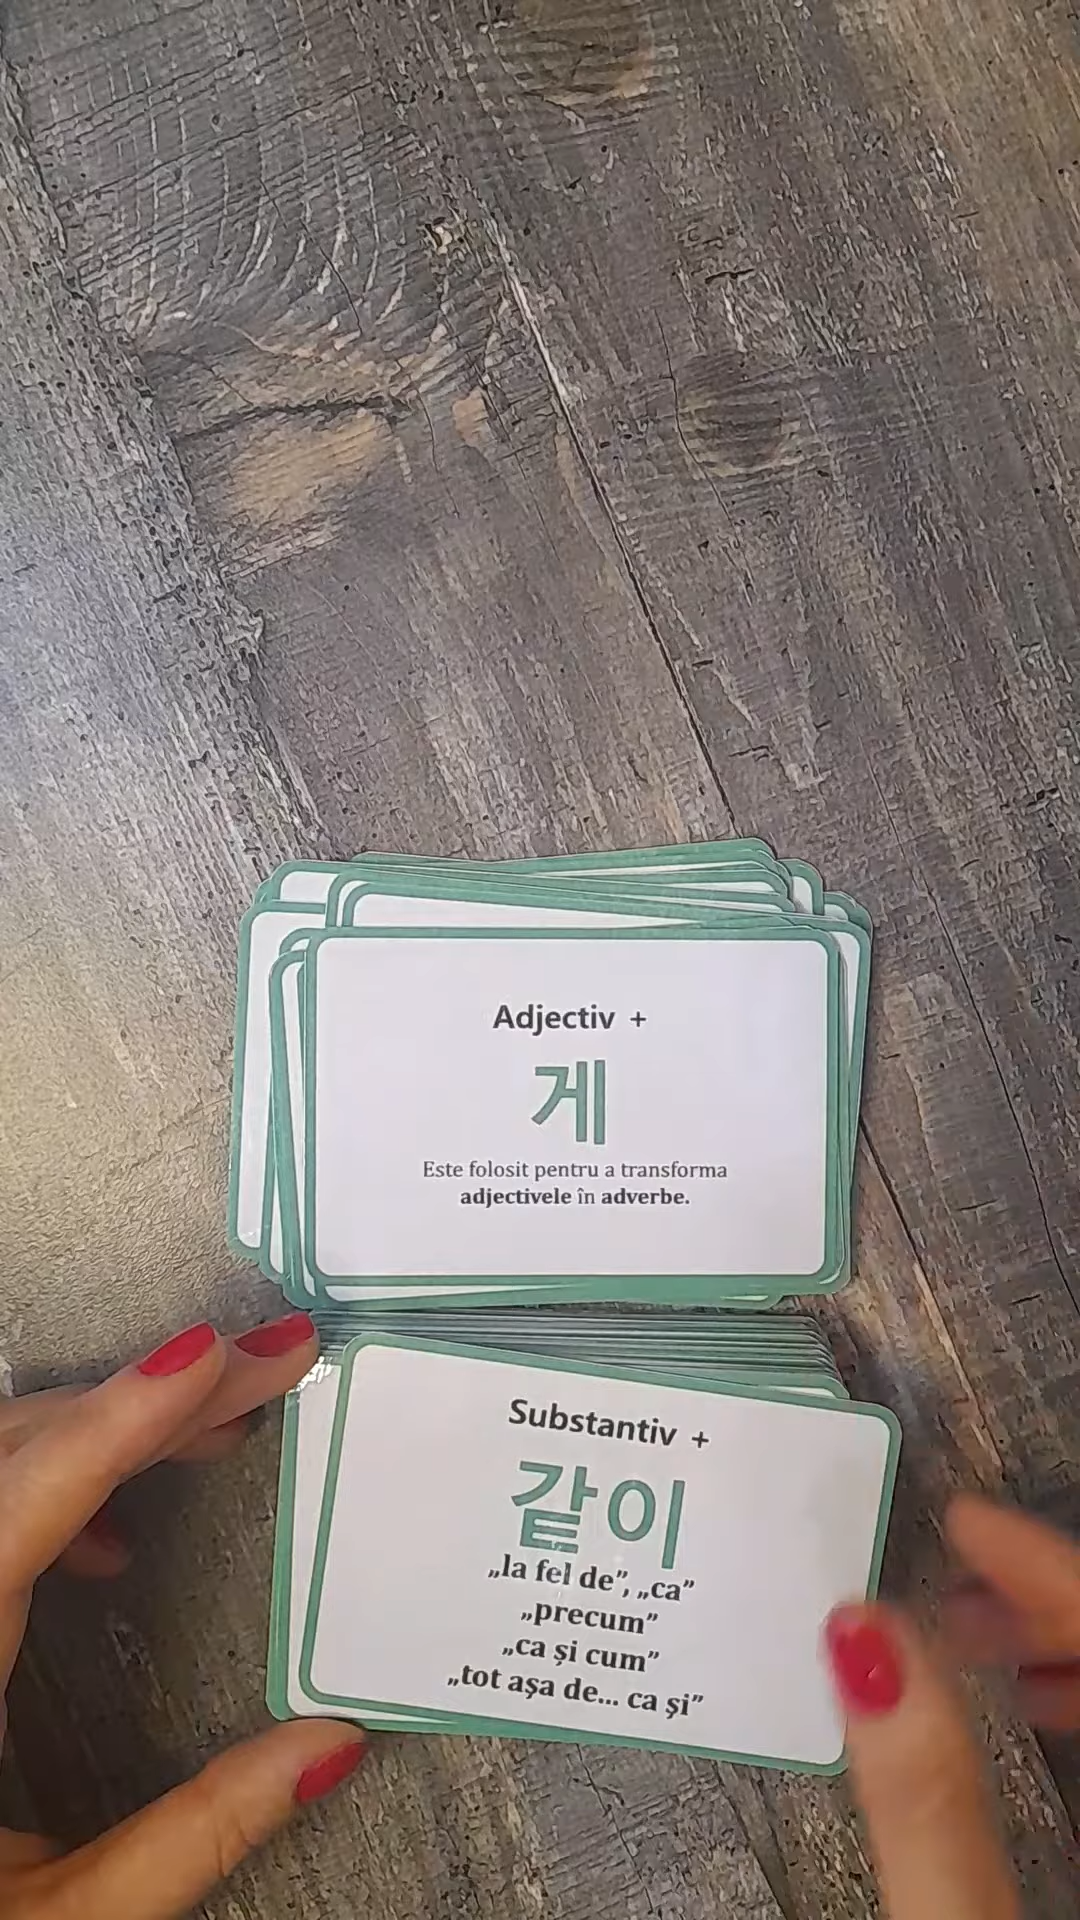 Adjectiv +
게
Este folosit pentru a transforma
adjectivele în adverbe.
Substantiv +
같이
„la fel de”, „ca”
„precum”
„ca și cum”
„tot așa de... ca și”